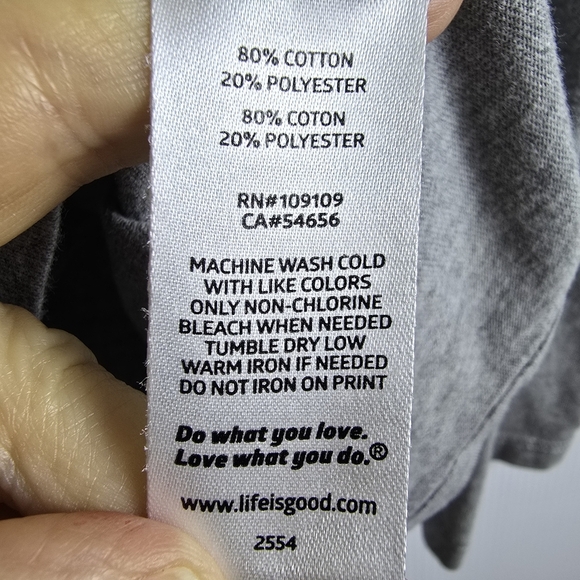 80% COTTON
20% POLYESTER
80% COTON
20% POLYESTER
RN#109109
CA#54656
MACHINE WASH COLD
WITH LIKE COLORS
ONLY NON-CHLORINE
BLEACH WHEN NEEDED
TUMBLE DRY LOW
WARM IRON IF NEEDED
DO NOT IRON ON PRINT
Do what you love.
Love what you do.®
www.lifeisgood.com
2554